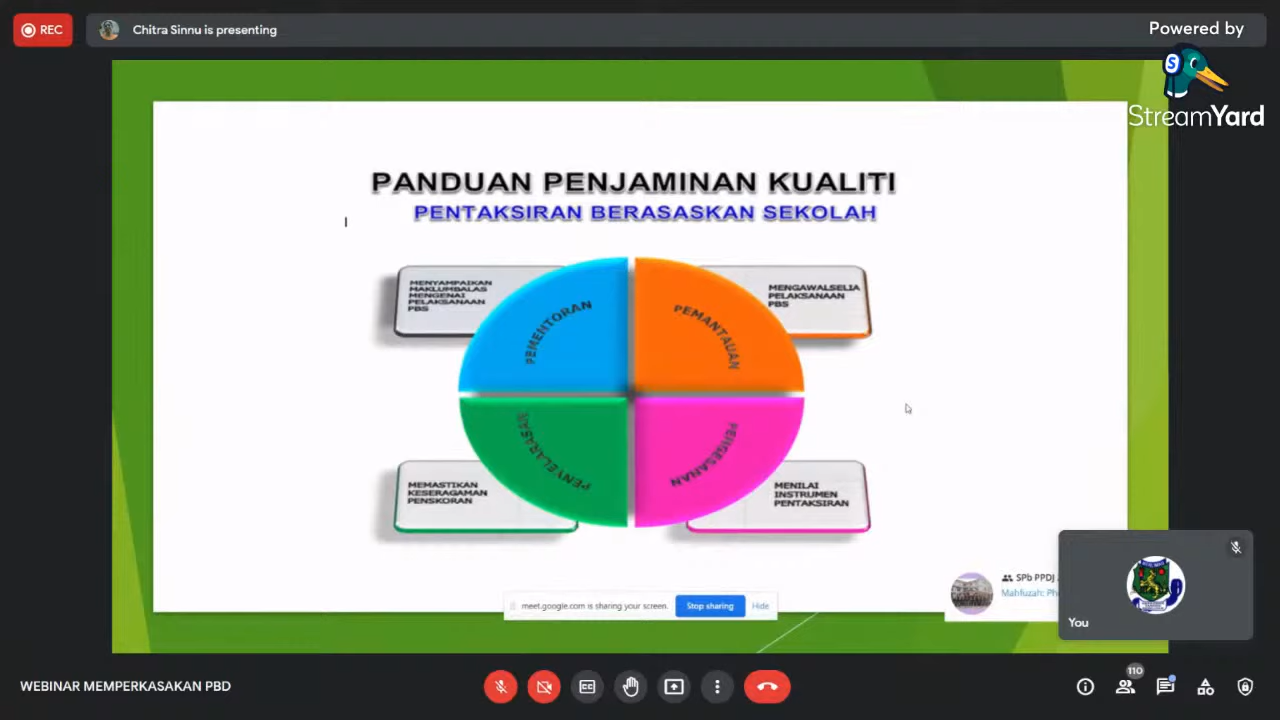 REC
Chitra Sinnu is presenting
Powered by
StreamYard
S
PANDUAN PENJAMINAN KUALITI
PENTAKSIRAN BERASASKAN SEKOLAH
MENYAMPAIKAN
MAKLUMBALAS
MENGENAI
PELAKSANAAN
PBS
PEMENTORAN
PEMANTAUAN
MENGAWALSELIA
PELAKSANAAN
PBS
PENYELARASAN
PENGESANAN
MEMASTIKAN
KESERAGAMAN
PENSKORAN
MENILAI
INSTRUMEN
PENTAKSIRAN
meet.google.com is sharing your screen.
Stop sharing
Hide
SPb PPDJ
Mahfuzah:
You
WEBINAR MEMPERKASAKAN PBD
CC
110